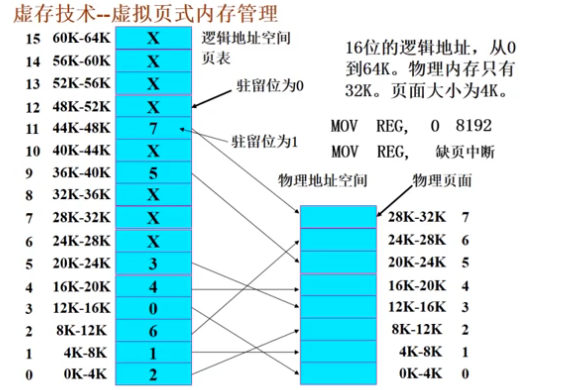 虚存技术--虚拟页式内存管理
15 60K-64K X
14 56K-60K X
13 52K-56K X
12 48K-52K X
11 44K-48K 7
10 40K-44K X
9 36K-40K 5
8 32K-36K X
7 28K-32K X
6 24K-28K X
5 20K-24K 3
4 16K-20K 4
3 12K-16K 0
2 8K-12K 6
1 4K-8K 1
0 0K-4K 2
逻辑地址空间
页表
驻留位为0
驻留位为1
16位的逻辑地址，从0
到64K。物理内存只有
32K。页面大小为4K。
MOV REG, 0 8192
MOV REG, 缺页中断
物理地址空间
物理页面
28K-32K 7
24K-28K 6
20K-24K 5
16K-20K 4
12K-16K 3
8K-12K 2
4K-8K 1
0K-4K 0